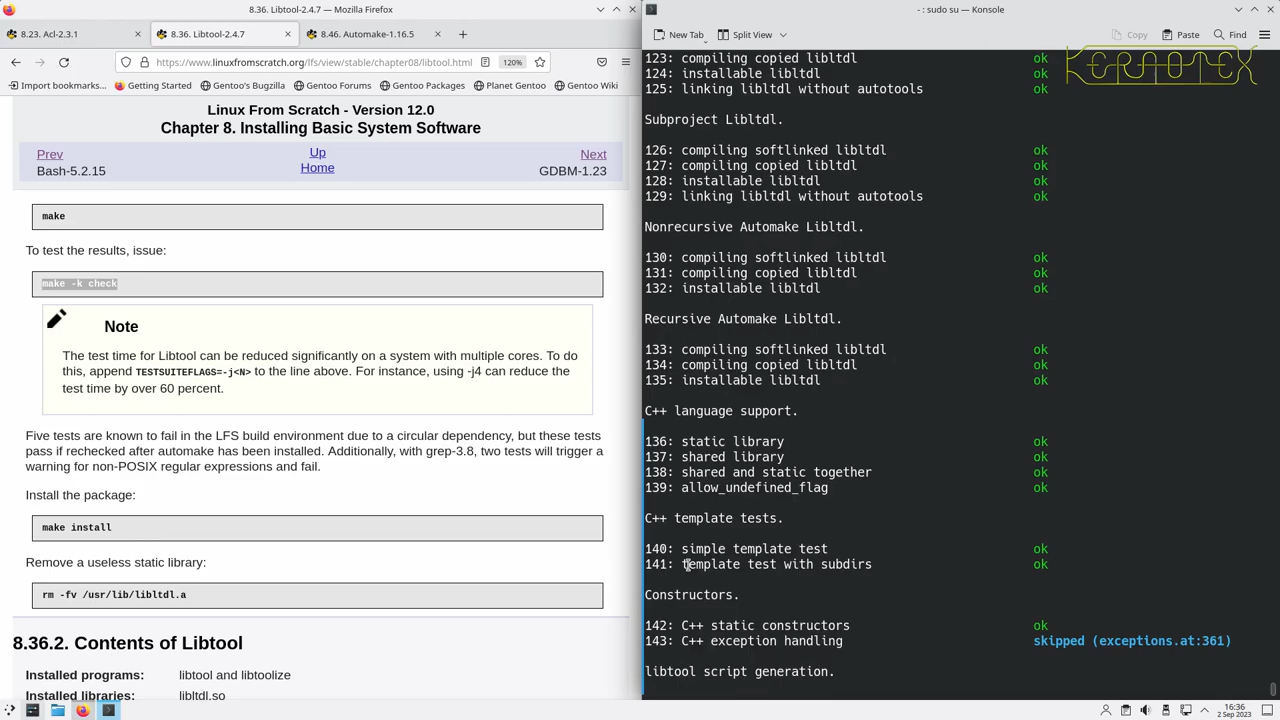 8.36. Libtool-2.4.7 — Mozilla Firefox
8.23. Acl-2.3.1
8.36. Libtool-2.4.7
8.46. Automake-1.16.5
https://www.linuxfromscratch.org/lfs/view/stable/chapter08/libtool.html
120%
Import bookmarks...
Getting Started
Gentoo's Bugzilla
Gentoo Forums
Gentoo Packages
Planet Gentoo
Gentoo Wiki
Linux From Scratch - Version 12.0
Chapter 8. Installing Basic System Software
Prev
Up
Next
Bash-5.2.15
Home
GDBM-1.23
make
To test the results, issue:
make -k check
Note
The test time for Libtool can be reduced significantly on a system with multiple cores. To do
this, append TESTSUITEFLAGS=-j<N> to the line above. For instance, using -j4 can reduce the
test time by over 60 percent.
Five tests are known to fail in the LFS build environment due to a circular dependency, but these tests
pass if rechecked after automake has been installed. Additionally, with grep-3.8, two tests will trigger a
warning for non-POSIX regular expressions and fail.
Install the package:
make install
Remove a useless static library:
rm -fv /usr/lib/libltdl.a
8.36.2. Contents of Libtool
Installed programs: libtool and libtoolize
Installed libraries: libltdl.so
- : sudo su — Konsole
New Tab
Split View
Copy
Paste
Find
KERNOTEX
123: compiling copied libltdl ok
124: installable libltdl ok
125: linking libltdl without autotools ok
Subproject Libltdl.
126: compiling softlinked libltdl ok
127: compiling copied libltdl ok
128: installable libltdl ok
129: linking libltdl without autotools ok
Nonrecursive Automake Libltdl.
130: compiling softlinked libltdl ok
131: compiling copied libltdl ok
132: installable libltdl ok
Recursive Automake Libltdl.
133: compiling softlinked libltdl ok
134: compiling copied libltdl ok
135: installable libltdl ok
C++ language support.
136: static library ok
137: shared library ok
138: shared and static together ok
139: allow_undefined_flag ok
C++ template tests.
140: simple template test ok
141: template test with subdirs ok
Constructors.
142: C++ static constructors ok
143: C++ exception handling skipped (exceptions.at:361)
libtool script generation.
16:36
2 Sep 2023